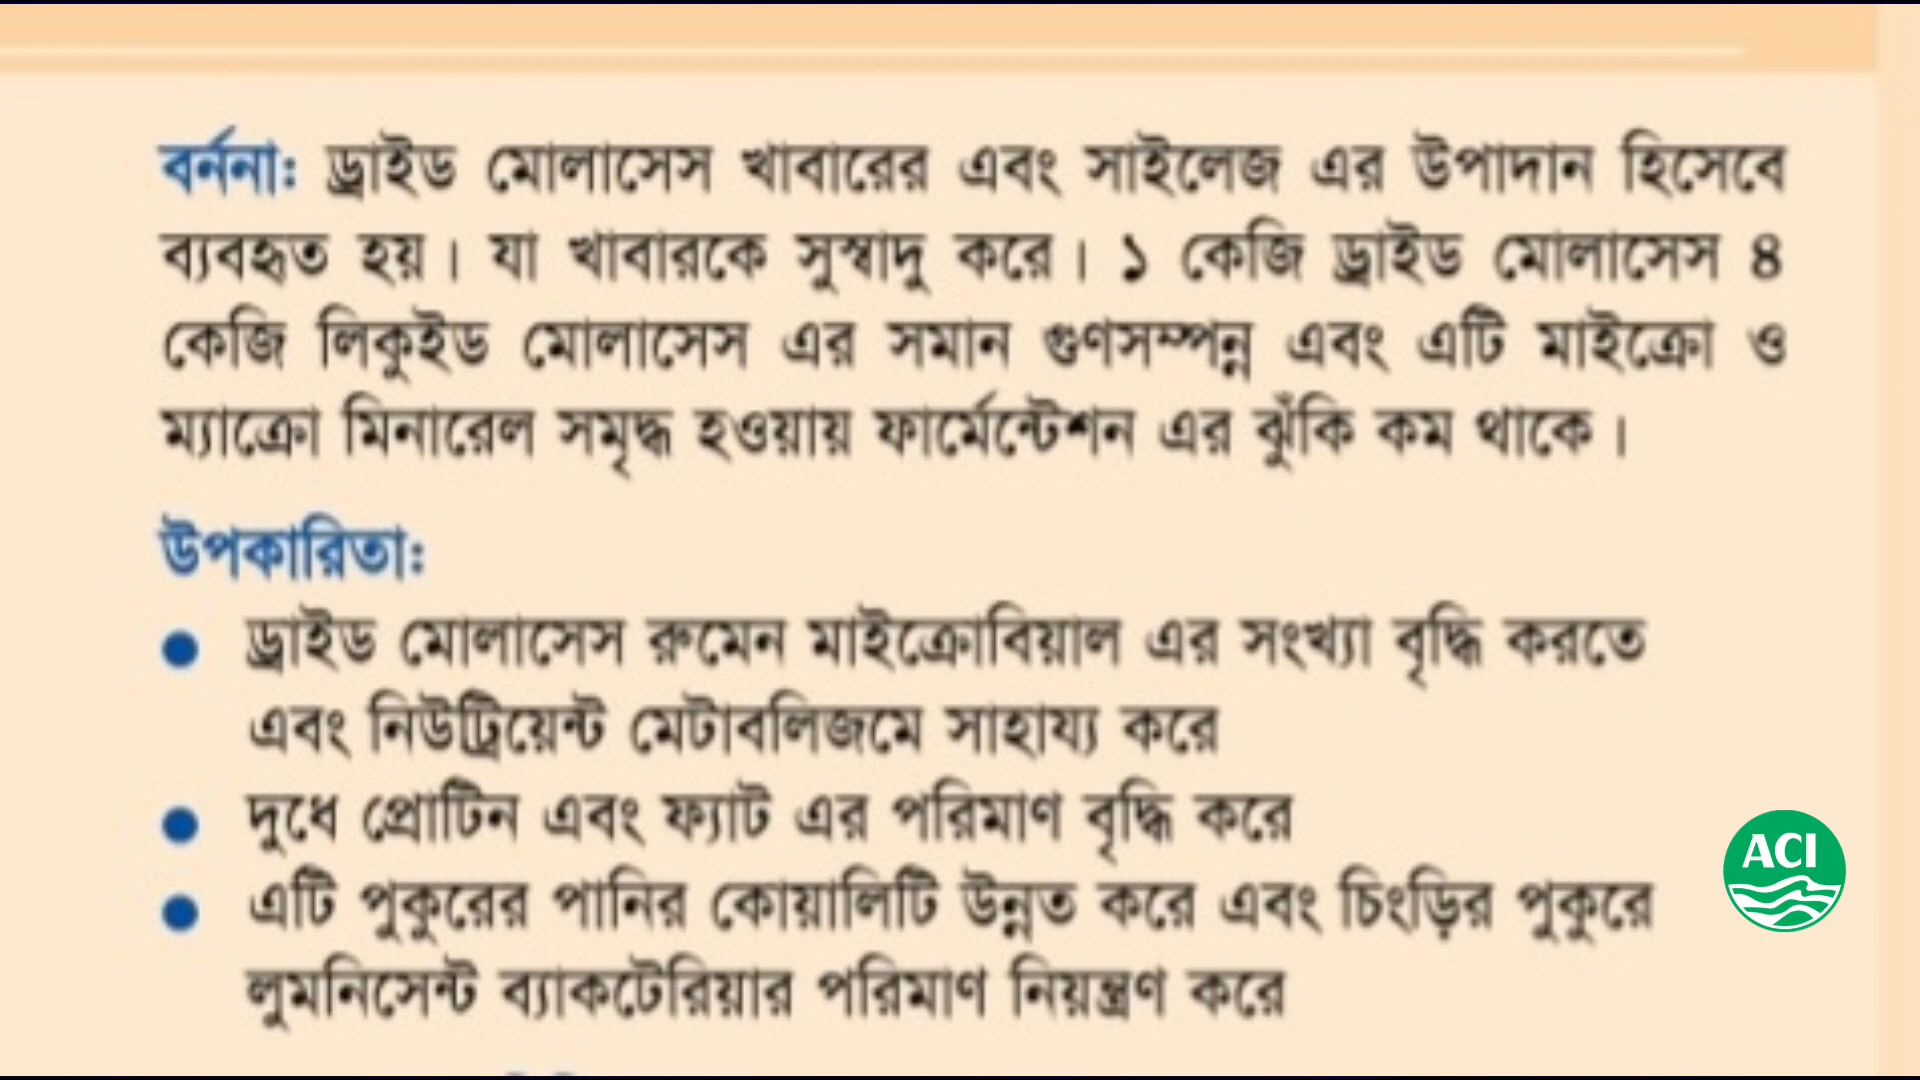 বর্ননাঃ ড্রাইড মোলাসেস খাবারের এবং সাইলেজ এর উপাদান হিসেবে
ব্যবহৃত হয়। যা খাবারকে সুস্বাদু করে। ১ কেজি ড্রাইড মোলাসেস ৪
কেজি লিকুইড মোলাসেস এর সমান গুণসম্পন্ন এবং এটি মাইক্রো ও
ম্যাক্রো মিনারেল সমৃদ্ধ হওয়ায় ফার্মেন্টেশন এর ঝুঁকি কম থাকে।
উপকারিতাঃ
● ড্রাইড মোলাসেস রুমেন মাইক্রোবিয়াল এর সংখ্যা বৃদ্ধি করতে
এবং নিউট্রিয়েন্ট মেটাবলিজমে সাহায্য করে
● দুধে প্রোটিন এবং ফ্যাট এর পরিমাণ বৃদ্ধি করে
● এটি পুকুরের পানির কোয়ালিটি উন্নত করে এবং চিংড়ির পুকুরে
লুমনিসেন্ট ব্যাকটেরিয়ার পরিমাণ নিয়ন্ত্রণ করে
ACI